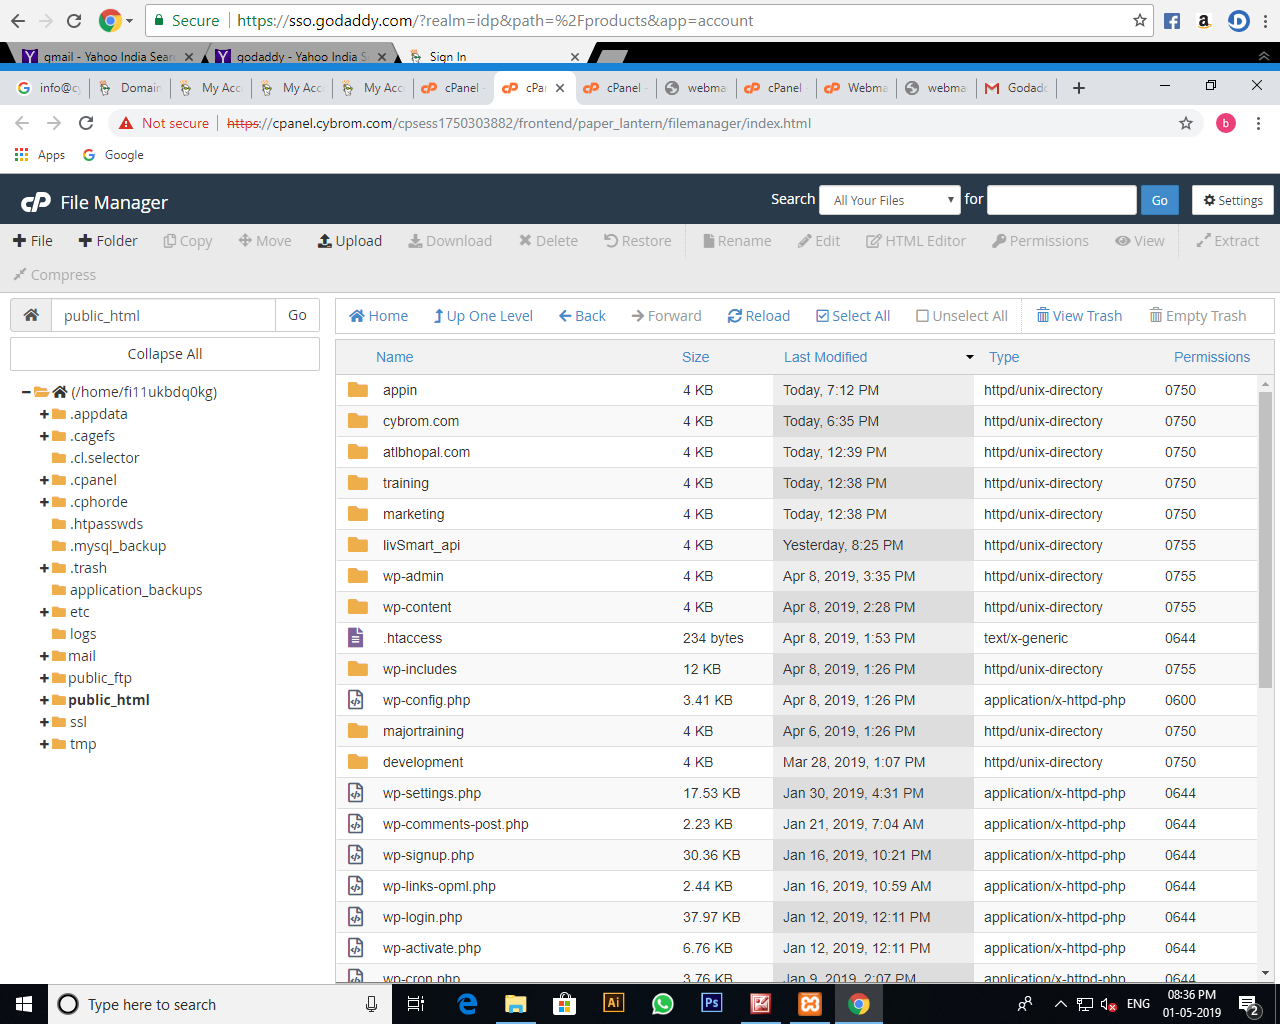 Secure https://sso.godaddy.com/?realm=idp&path=%2Fproducts&app=account
gmail - Yahoo India Sear godaddy - Yahoo India S Sign In
info@cy Domain My Acc My Acc My Acc cPanel cPan cPanel webma cPanel Webma webma Godadd
Not secure https://cpanel.cybrom.com/cpsess1750303882/frontend/paper_lantern/filemanager/index.html b
Apps Google
cP File Manager Search All Your Files for Go Settings
File Folder Copy Move Upload Download Delete Restore Rename Edit HTML Editor Permissions View Extract
Compress
public_html Go Home Up One Level Back Forward Reload Select All Unselect All View Trash Empty Trash
Collapse All
(/home/fi11ukbdq0kg)
.appdata
.cagefs
.cl.selector
.cpanel
.cphorde
.htpasswds
.mysql_backup
.trash
application_backups
etc
logs
mail
public_ftp
public_html
ssl
tmp
Name Size Last Modified Type Permissions
appin 4 KB Today, 7:12 PM httpd/unix-directory 0750
cybrom.com 4 KB Today, 6:35 PM httpd/unix-directory 0750
atlbhopal.com 4 KB Today, 12:39 PM httpd/unix-directory 0750
training 4 KB Today, 12:38 PM httpd/unix-directory 0750
marketing 4 KB Today, 12:38 PM httpd/unix-directory 0750
livSmart_api 4 KB Yesterday, 8:25 PM httpd/unix-directory 0755
wp-admin 4 KB Apr 8, 2019, 3:35 PM httpd/unix-directory 0755
wp-content 4 KB Apr 8, 2019, 2:28 PM httpd/unix-directory 0755
.htaccess 234 bytes Apr 8, 2019, 1:53 PM text/x-generic 0644
wp-includes 12 KB Apr 8, 2019, 1:26 PM httpd/unix-directory 0755
wp-config.php 3.41 KB Apr 8, 2019, 1:26 PM application/x-httpd-php 0600
majortraining 4 KB Apr 6, 2019, 1:26 PM httpd/unix-directory 0750
development 4 KB Mar 28, 2019, 1:07 PM httpd/unix-directory 0750
wp-settings.php 17.53 KB Jan 30, 2019, 4:31 PM application/x-httpd-php 0644
wp-comments-post.php 2.23 KB Jan 21, 2019, 7:04 AM application/x-httpd-php 0644
wp-signup.php 30.36 KB Jan 16, 2019, 10:21 PM application/x-httpd-php 0644
wp-links-opml.php 2.44 KB Jan 16, 2019, 10:59 AM application/x-httpd-php 0644
wp-login.php 37.97 KB Jan 12, 2019, 12:11 PM application/x-httpd-php 0644
wp-activate.php 6.76 KB Jan 12, 2019, 12:11 PM application/x-httpd-php 0644
wp-cron.php 3.76 KB Jan 9, 2019, 2:07 PM application/x-httpd-php 0644
Type here to search Ai Ps ENG 08:36 PM 2
01-05-2019